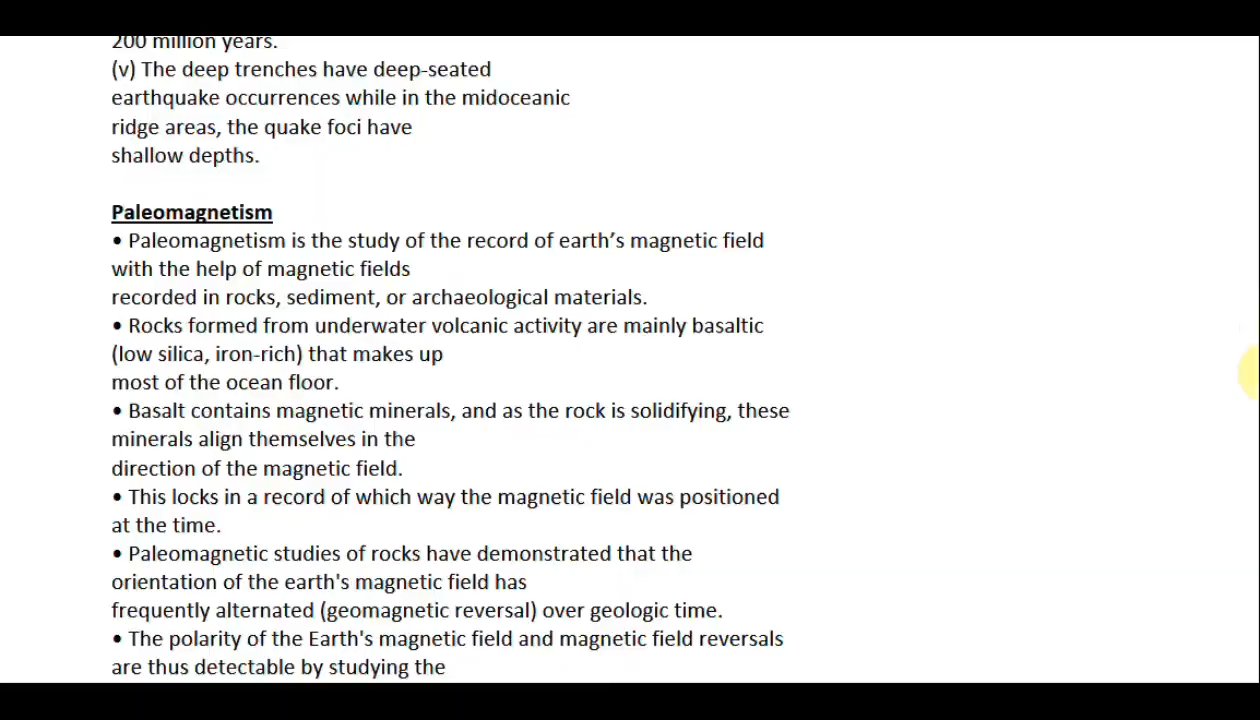 200 million years.
(v) The deep trenches have deep-seated
earthquake occurrences while in the midoceanic
ridge areas, the quake foci have
shallow depths.
Paleomagnetism
• Paleomagnetism is the study of the record of earth’s magnetic field
with the help of magnetic fields
recorded in rocks, sediment, or archaeological materials.
• Rocks formed from underwater volcanic activity are mainly basaltic
(low silica, iron-rich) that makes up
most of the ocean floor.
• Basalt contains magnetic minerals, and as the rock is solidifying, these
minerals align themselves in the
direction of the magnetic field.
• This locks in a record of which way the magnetic field was positioned
at the time.
• Paleomagnetic studies of rocks have demonstrated that the
orientation of the earth's magnetic field has
frequently alternated (geomagnetic reversal) over geologic time.
• The polarity of the Earth's magnetic field and magnetic field reversals
are thus detectable by studying the